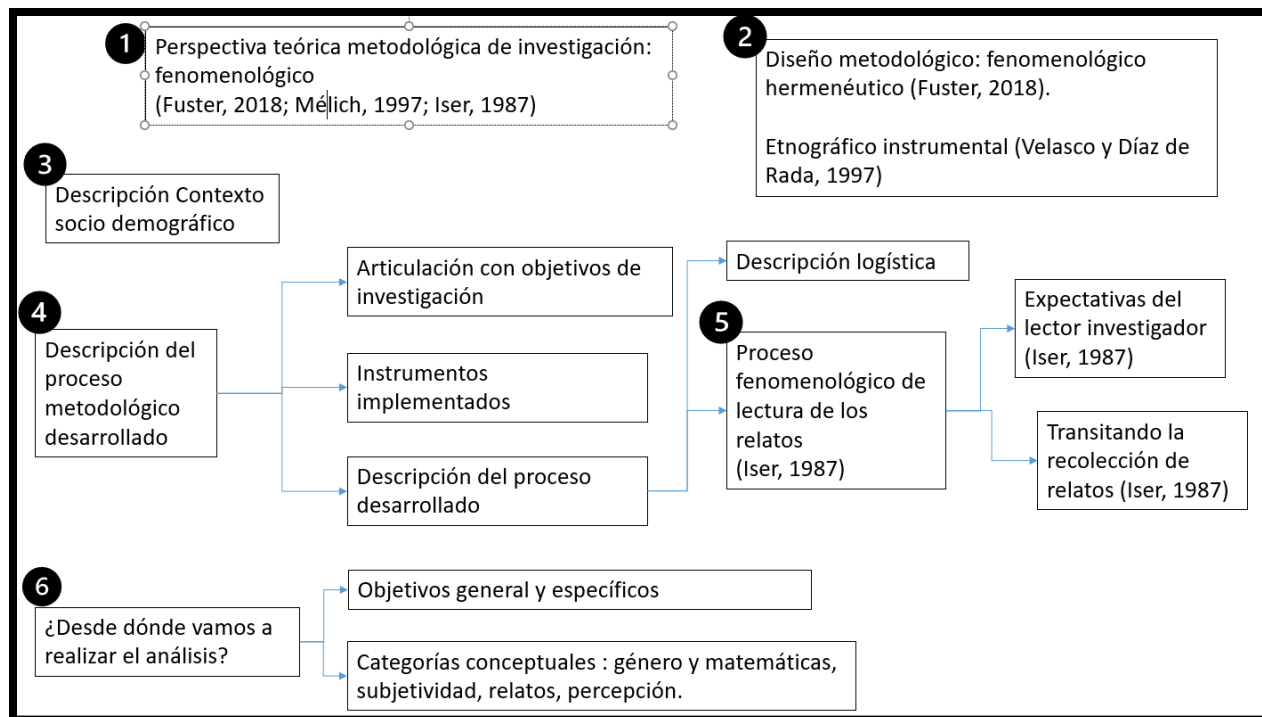 1
Perspectiva teórica metodológica de investigación:
fenomenológico
(Fuster, 2018; Mélich, 1997; Iser, 1987)
2
Diseño metodológico: fenomenológico
hermenéutico (Fuster, 2018).
Etnográfico instrumental (Velasco y Díaz de
Rada, 1997)
3
Descripción Contexto
socio demográfico
4
Descripción del
proceso
metodológico
desarrollado
Articulación con objetivos de
investigación
Instrumentos
implementados
Descripción del proceso
desarrollado
Descripción logística
5
Proceso
fenomenológico de
lectura de los
relatos
(Iser, 1987)
Expectativas del
lector investigador
(Iser, 1987)
Transitando la
recolección de
relatos (Iser, 1987)
6
¿Desde dónde vamos a
realizar el análisis?
Objetivos general y específicos
Categorías conceptuales : género y matemáticas,
subjetividad, relatos, percepción.